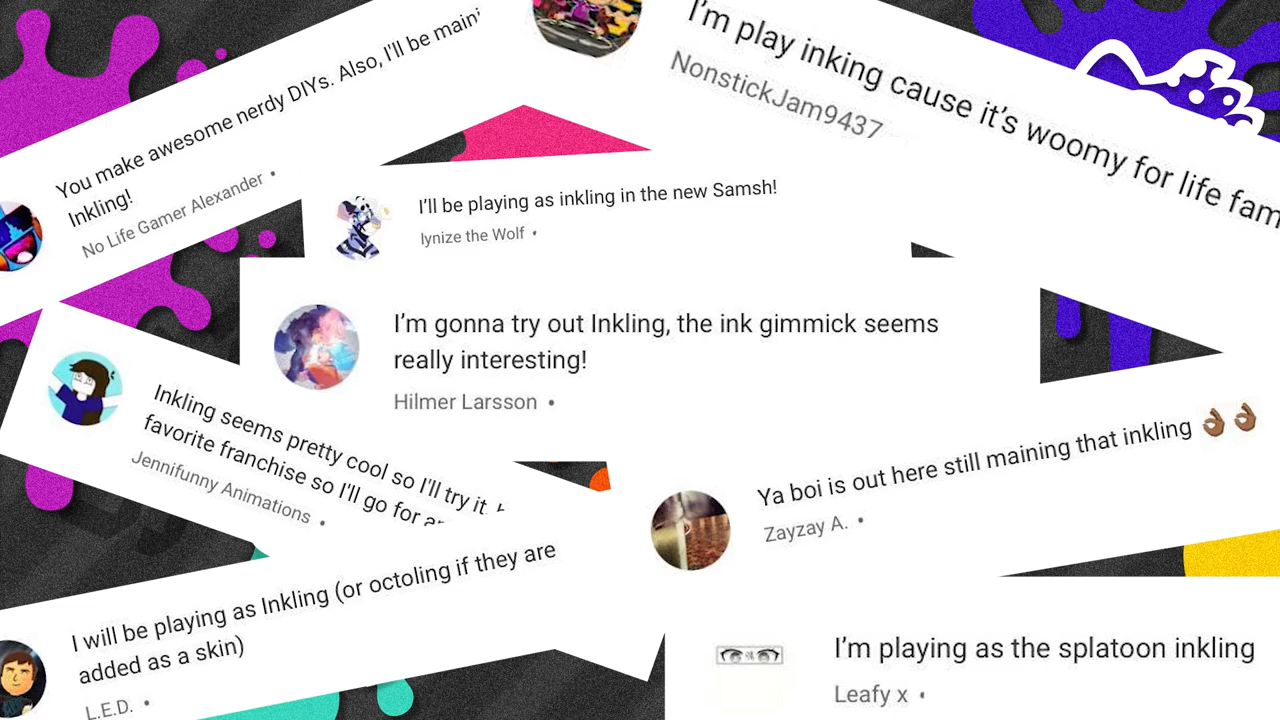 You make awesome nerdy DIYs. Also, I'll be main
Inkling!
No Life Gamer Alexander •
I'm play inking cause it's woomy for life fam
NonstickJam9437
I'll be playing as inkling in the new Samsh!
lynize the Wolf •
I'm gonna try out Inkling, the ink gimmick seems
really interesting!
Hilmer Larsson •
Inkling seems pretty cool so I'll try it.
favorite franchise so I'll go for
Jennifunny Animations •
Ya boi is out here still maining that inkling 👌🏾👌🏾
Zayzay A. •
I will be playing as Inkling (or octoling if they are
added as a skin)
L.E.D. •
I'm playing as the splatoon inkling
Leafy x •